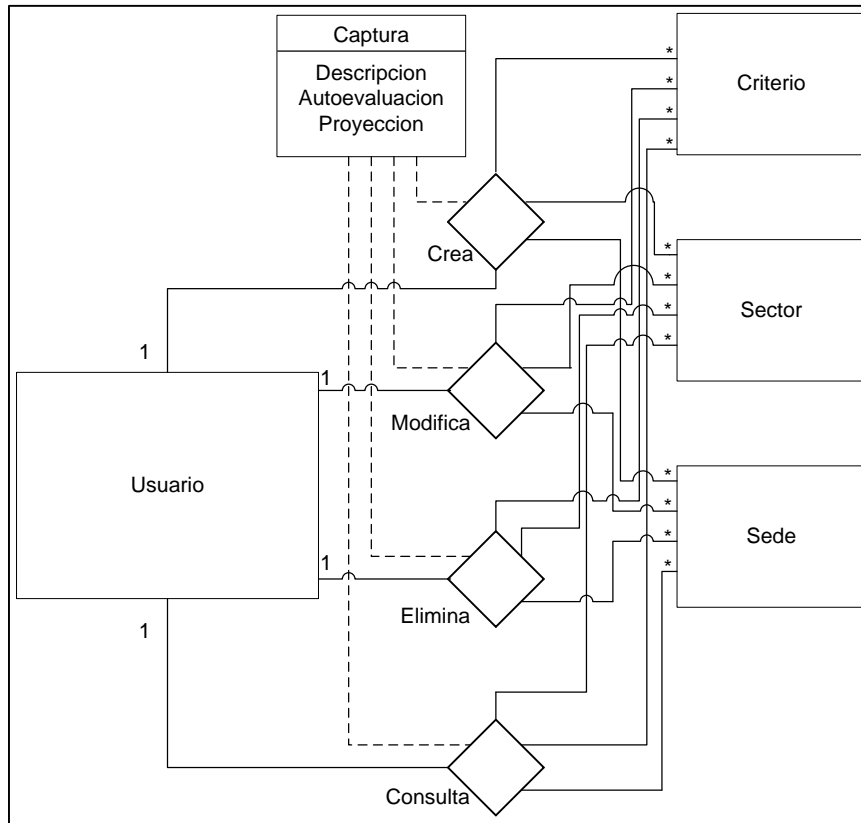 Captura
Descripcion
Autoevaluacion
Proyeccion
*
*
*
*
Criterio
Crea
*
*
*
*
Sector
1
1
Modifica
Usuario
*
*
*
*
Sede
1
Elimina
1
Consulta